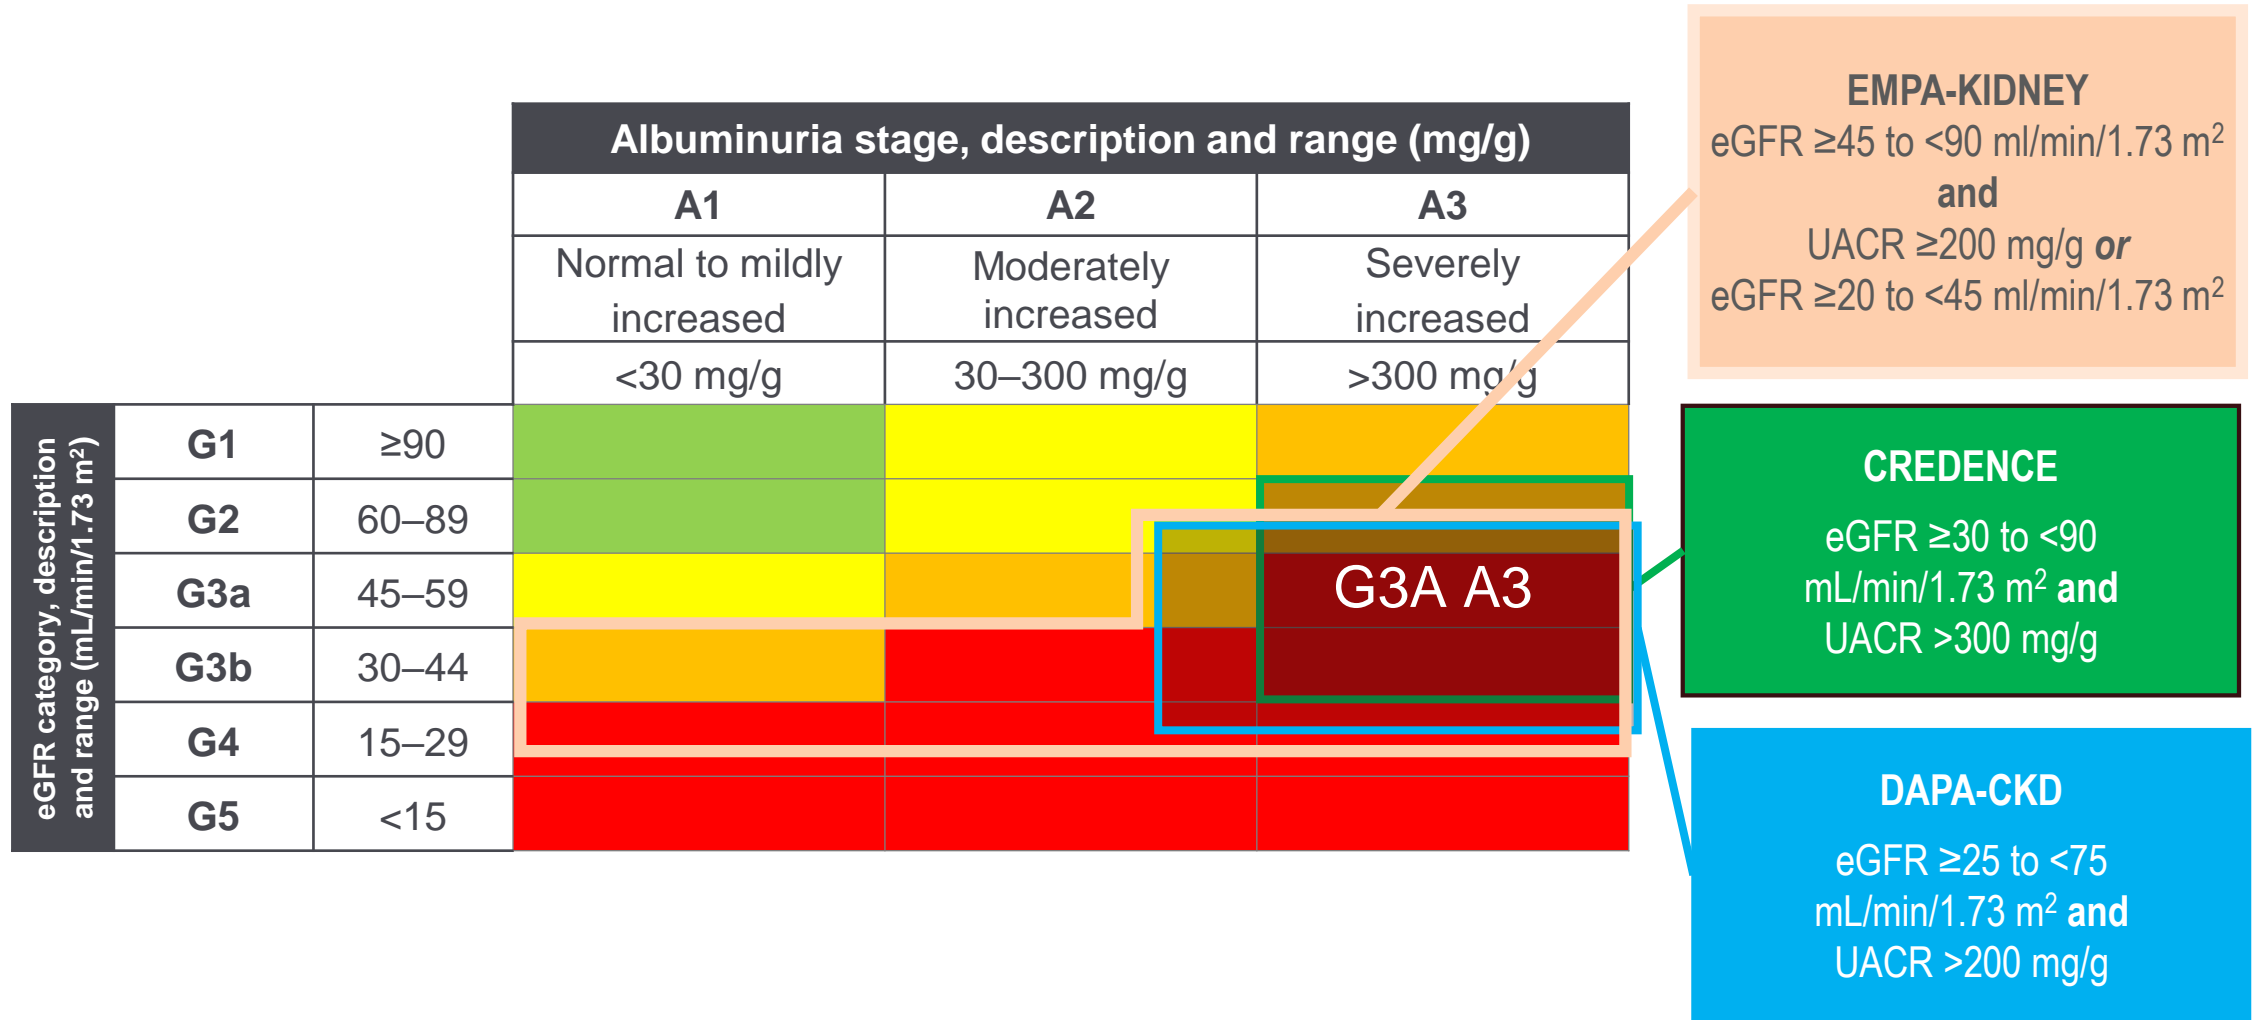 Albuminuria stage, description and range (mg/g)
A1
A2
A3
Normal to mildly
increased
Moderately
increased
Severely
increased
<30 mg/g
30–300 mg/g
>300 mg/g
eGFR category, description
and range (mL/min/1.73 m²)
G1
≥90
G2
60–89
G3a
45–59
G3A A3
G3b
30–44
G4
15–29
G5
<15
EMPA-KIDNEY
eGFR ≥45 to <90 ml/min/1.73 m²
and
UACR ≥200 mg/g or
eGFR ≥20 to <45 ml/min/1.73 m²
CREDENCE
eGFR ≥30 to <90
mL/min/1.73 m² and
UACR >300 mg/g
DAPA-CKD
eGFR ≥25 to <75
mL/min/1.73 m² and
UACR >200 mg/g